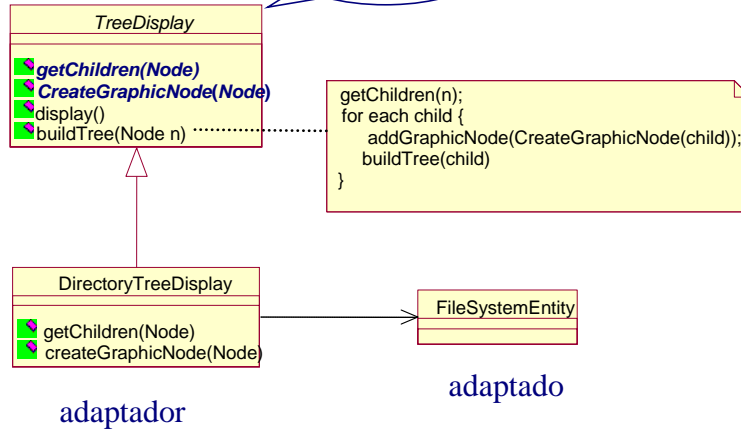 TreeDisplay
getChildren(Node)
CreateGraphicNode(Node)
display()
buildTree(Node n)
getChildren(n);
for each child {
addGraphicNode(CreateGraphicNode(child));
buildTree(child)
}
DirectoryTreeDisplay
getChildren(Node)
createGraphicNode(Node)
FileSystemEntity
adaptador
adaptado